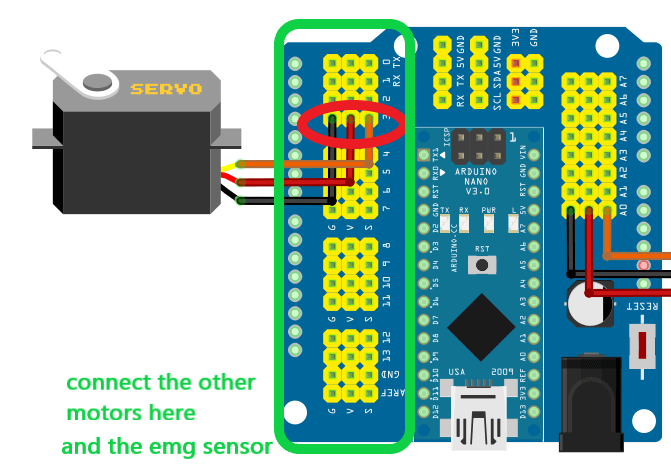 SERVO
0
TX
1
RX
2
3
4
5
6
7
G V S
8
9
10
11
G V S
12
13
GND
AREF
G V S
RX TX 5V GND
SCL SDA 5V GND
3V3
GND
A7
A6
A5
A4
A3
A2
A1
A0
ICSP
1
ARDUINO
NANO
V3.0
TX RX PWR L
ARDUINO.CC
RST
TX1
RX0
RST
GND
D2
D3
D4
D5
D6
D7
D8
D9
D10
D11
D12
VIN
GND
RST
5V
A7
A6
A5
A4
A3
A2
A1
A0
REF
3V3
D13
USA
2009
RESET
connect the other
motors here
and the emg sensor